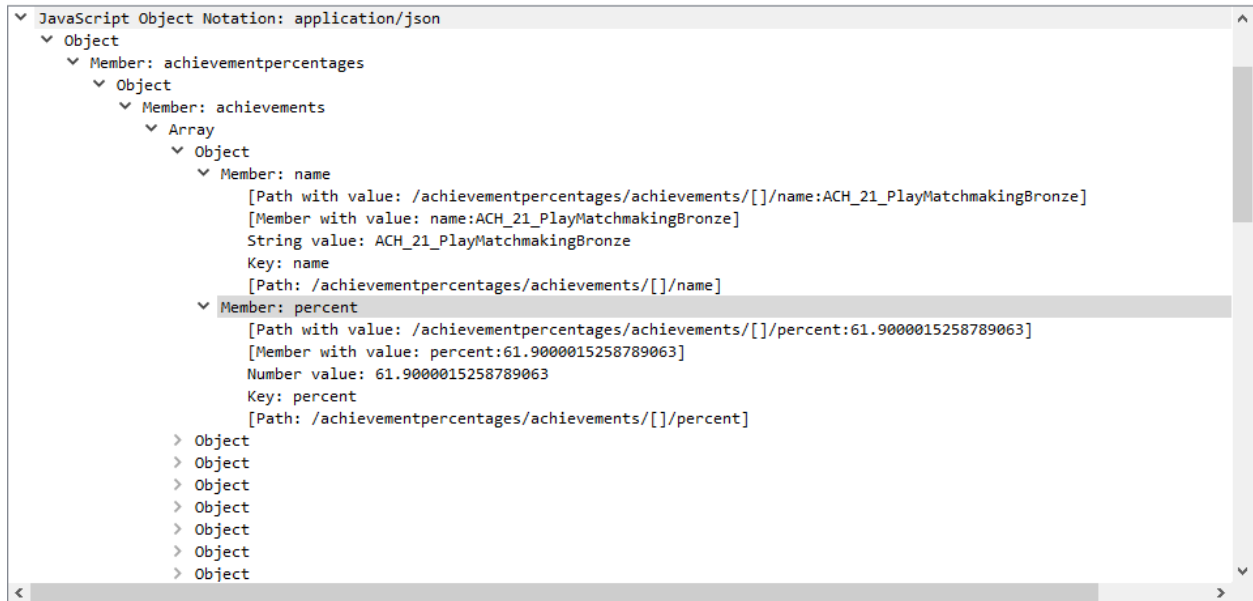 JavaScript Object Notation: application/json
Object
Member: achievementpercentages
Object
Member: achievements
Array
Object
Member: name
[Path with value: /achievementpercentages/achievements/[]/name:ACH_21_PlayMatchmakingBronze]
[Member with value: name:ACH_21_PlayMatchmakingBronze]
String value: ACH_21_PlayMatchmakingBronze
Key: name
[Path: /achievementpercentages/achievements/[]/name]
Member: percent
[Path with value: /achievementpercentages/achievements/[]/percent:61.9000015258789063]
[Member with value: percent:61.9000015258789063]
Number value: 61.9000015258789063
Key: percent
[Path: /achievementpercentages/achievements/[]/percent]
Object
Object
Object
Object
Object
Object
Object